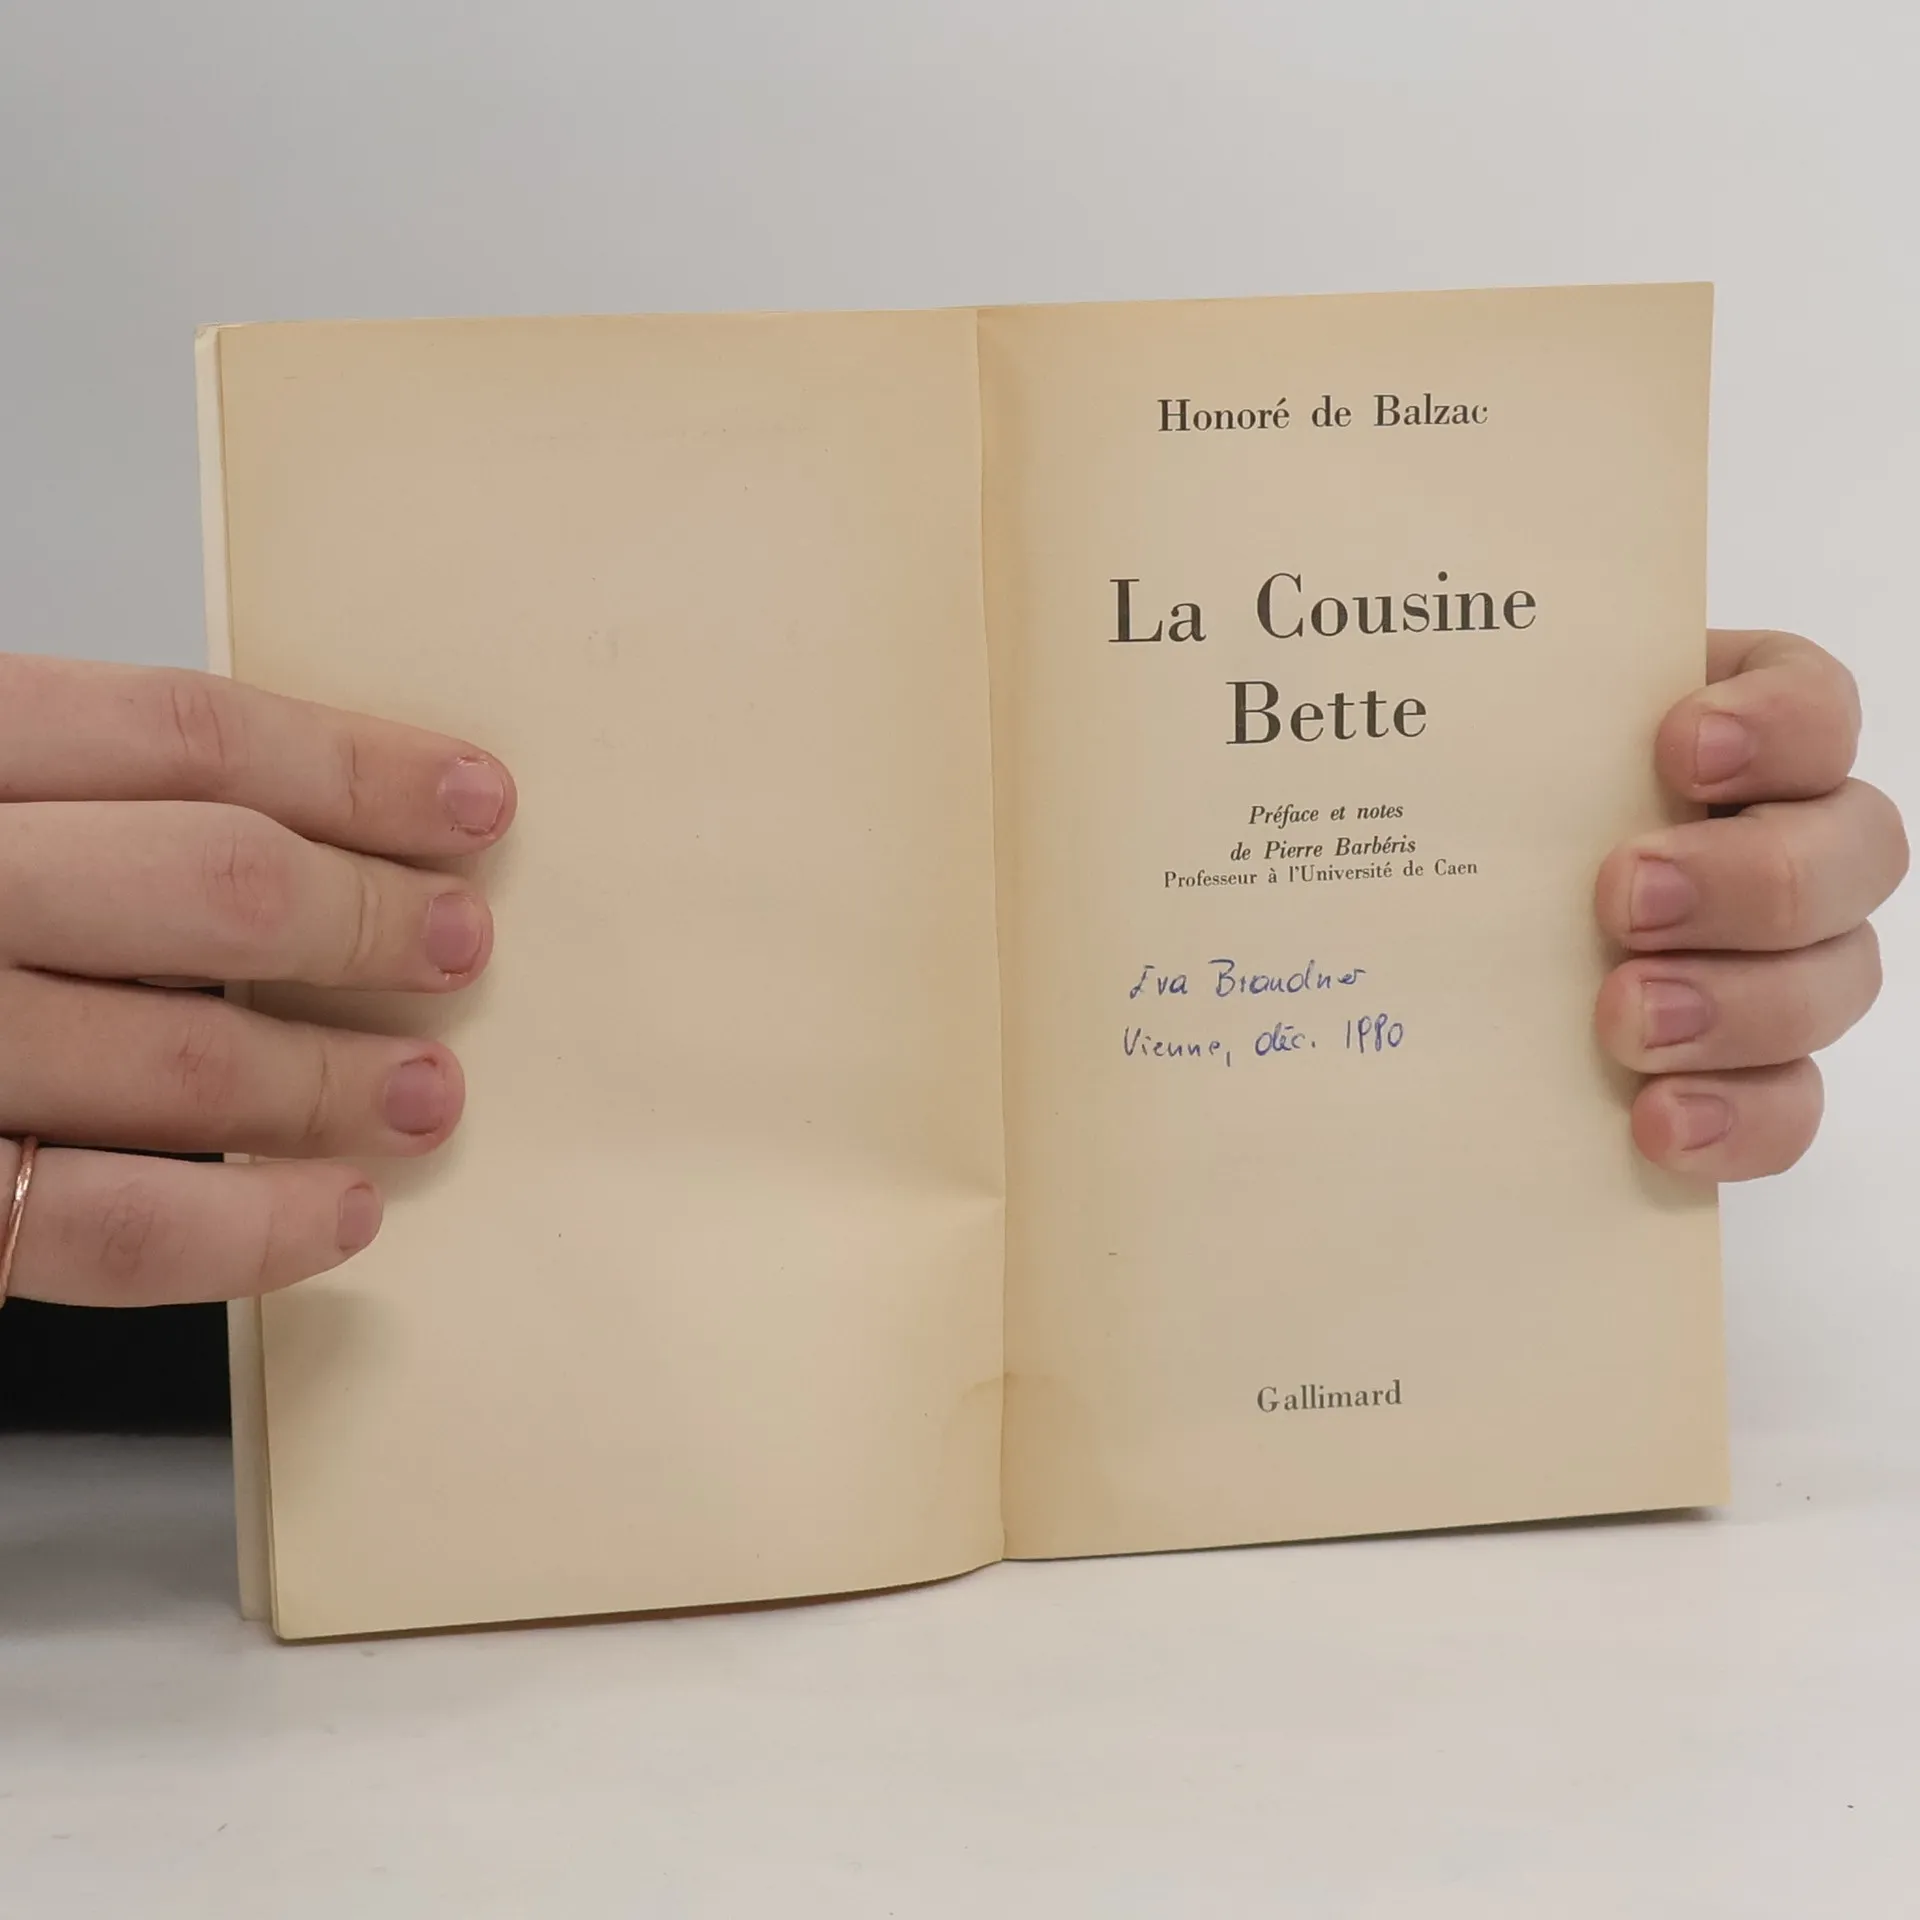 Honoré de Balzac
La Cousine
Bette
Préface et notes
de Pierre Barbéris
Professeur à l'Université de Caen
Eva Brandner
Vienne, déc. 1980
Gallimard